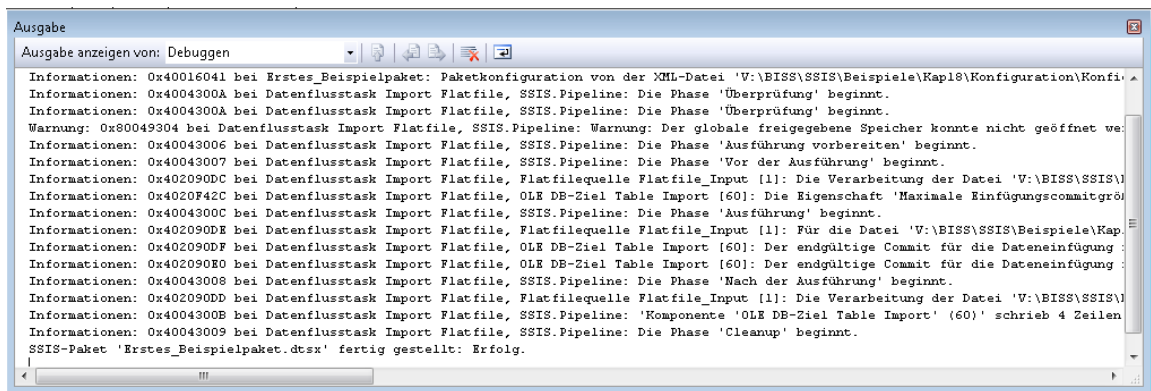 Ausgabe
Ausgabe anzeigen von: Debuggen
Informationen: 0x40016041 bei Erstes_Beispielpaket: Paketkonfiguration von der XML-Datei 'V:\BISS\SSIS\Beispiele\Kap18\Konfiguration\Konfi
Informationen: 0x4004300A bei Datenflusstask Import Flatfile, SSIS.Pipeline: Die Phase 'Überprüfung' beginnt.
Informationen: 0x4004300A bei Datenflusstask Import Flatfile, SSIS.Pipeline: Die Phase 'Überprüfung' beginnt.
Warnung: 0x80049304 bei Datenflusstask Import Flatfile, SSIS.Pipeline: Warnung: Der globale freigegebene Speicher konnte nicht geöffnet we
Informationen: 0x40043006 bei Datenflusstask Import Flatfile, SSIS.Pipeline: Die Phase 'Ausführung vorbereiten' beginnt.
Informationen: 0x40043007 bei Datenflusstask Import Flatfile, SSIS.Pipeline: Die Phase 'Vor der Ausführung' beginnt.
Informationen: 0x402090DC bei Datenflusstask Import Flatfile, Flatfilequelle Flatfile_Input [1]: Die Verarbeitung der Datei 'V:\BISS\SSIS\
Informationen: 0x4020F42C bei Datenflusstask Import Flatfile, OLE DB-Ziel Table Import [60]: Die Eigenschaft 'Maximale Einfügungscommitgrö
Informationen: 0x4004300C bei Datenflusstask Import Flatfile, SSIS.Pipeline: Die Phase 'Ausführung' beginnt.
Informationen: 0x402090DE bei Datenflusstask Import Flatfile, Flatfilequelle Flatfile_Input [1]: Für die Datei 'V:\BISS\SSIS\Beispiele\Kap
Informationen: 0x402090DF bei Datenflusstask Import Flatfile, OLE DB-Ziel Table Import [60]: Der endgültige Commit für die Dateneinfügung
Informationen: 0x402090E0 bei Datenflusstask Import Flatfile, OLE DB-Ziel Table Import [60]: Der endgültige Commit für die Dateneinfügung
Informationen: 0x40043008 bei Datenflusstask Import Flatfile, SSIS.Pipeline: Die Phase 'Nach der Ausführung' beginnt.
Informationen: 0x402090DD bei Datenflusstask Import Flatfile, Flatfilequelle Flatfile_Input [1]: Die Verarbeitung der Datei 'V:\BISS\SSIS\
Informationen: 0x4004300B bei Datenflusstask Import Flatfile, SSIS.Pipeline: 'Komponente 'OLE DB-Ziel Table Import' (60)' schrieb 4 Zeilen
Informationen: 0x40043009 bei Datenflusstask Import Flatfile, SSIS.Pipeline: Die Phase 'Cleanup' beginnt.
SSIS-Paket 'Erstes_Beispielpaket.dtsx' fertig gestellt: Erfolg.